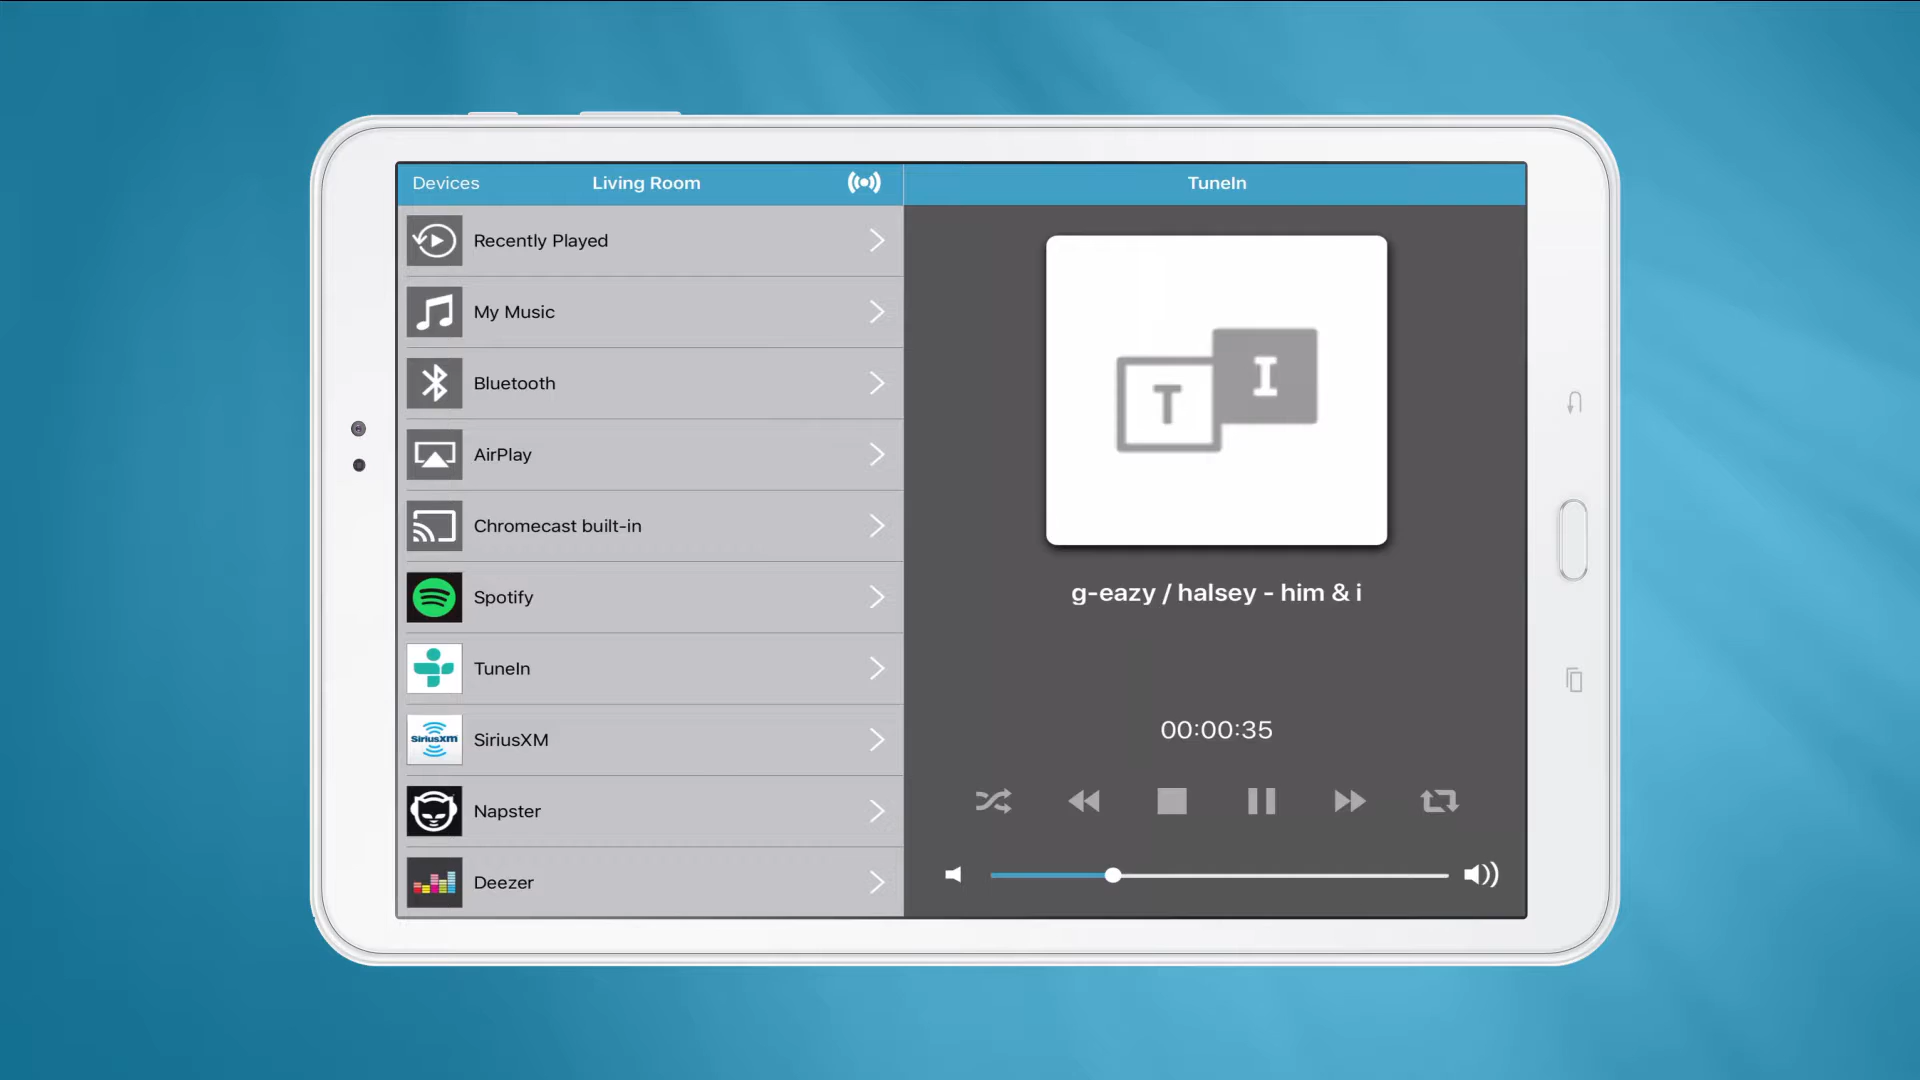 Devices
Living Room
TuneIn
Recently Played
My Music
Bluetooth
AirPlay
Chromecast built-in
Spotify
TuneIn
SiriusXM
SiriusXM
Napster
Deezer
T I
g-eazy / halsey - him & i
00:00:35